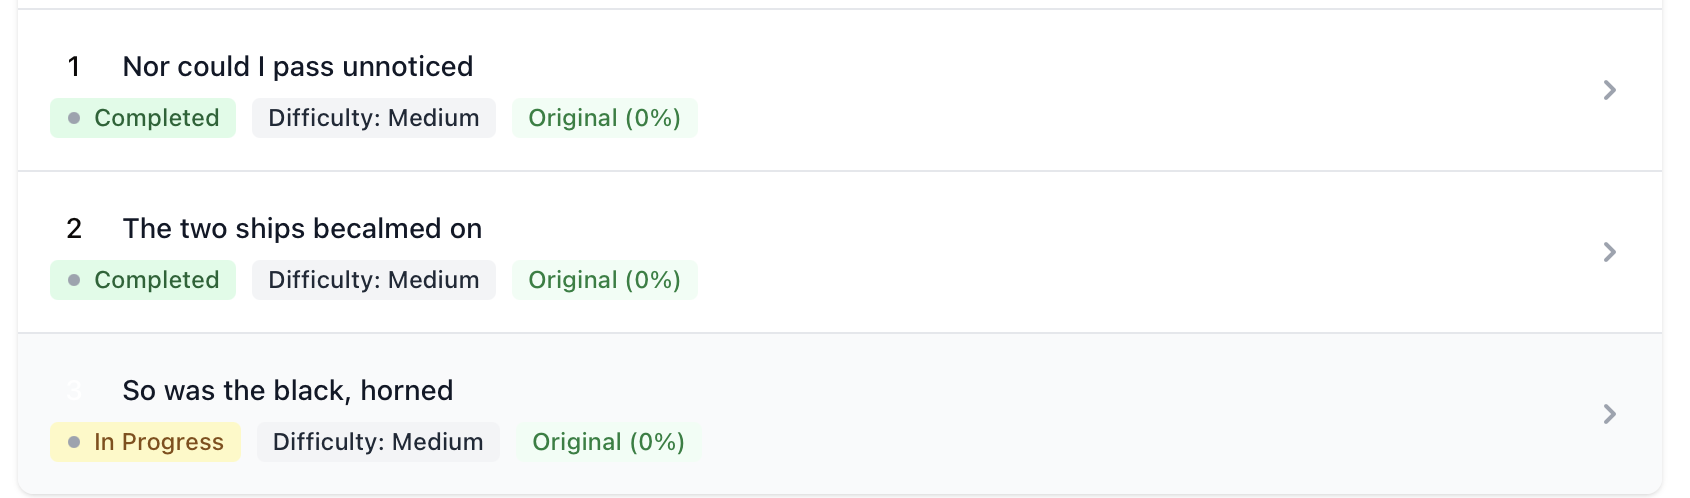 1 Nor could I pass unnoticed
Completed Difficulty: Medium Original (0%)
2 The two ships becalmed on
Completed Difficulty: Medium Original (0%)
3 So was the black, horned
In Progress Difficulty: Medium Original (0%)